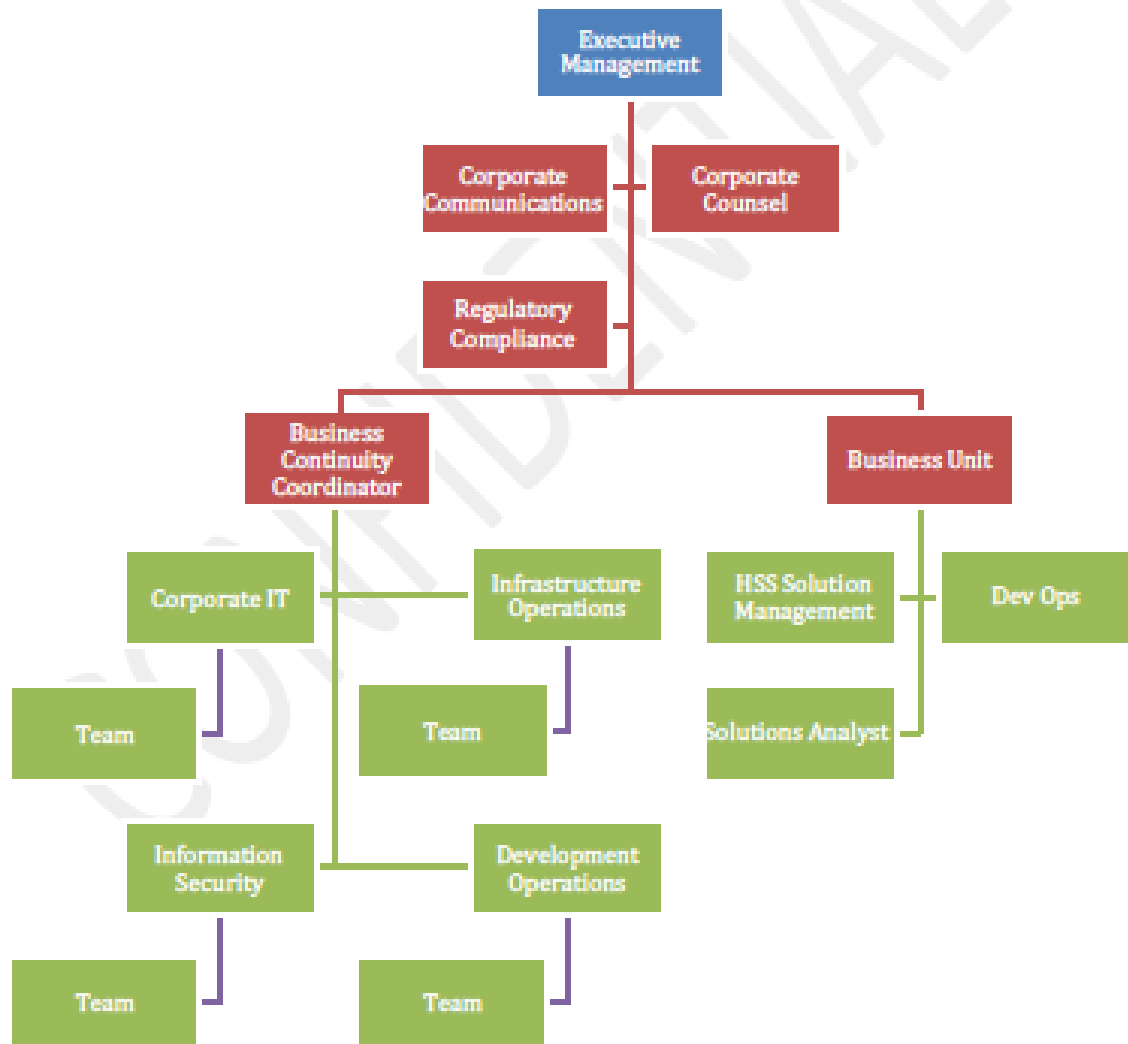 Executive
Management
Corporate
Communications
Corporate
Counsel
Regulatory
Compliance
Business
Continuity
Coordinator
Business Unit
Corporate IT
Infrastructure
Operations
HSS Solution
Management
Dev Ops
Team
Team
Solutions Analyst
Information
Security
Development
Operations
Team
Team
CONFIDENTIAL